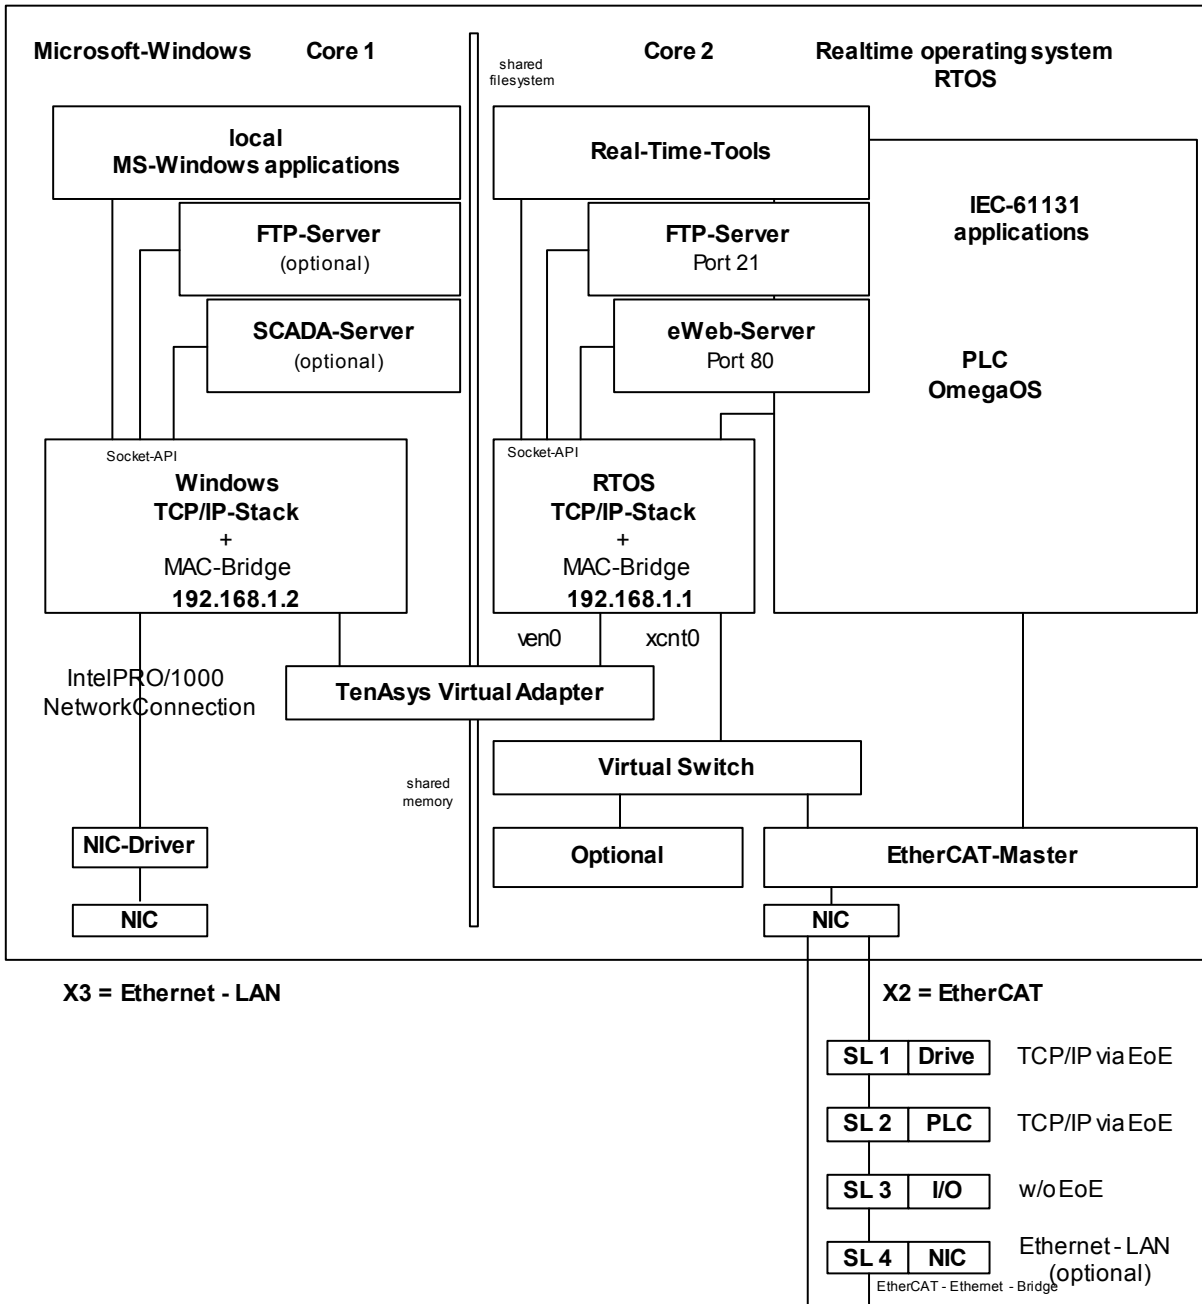 Microsoft-Windows Core 1
shared
filesystem
Core 2
Realtime operating system
RTOS
local
MS-Windows applications
FTP-Server
(optional)
SCADA-Server
(optional)
Socket-API
Windows
TCP/IP-Stack
+
MAC-Bridge
192.168.1.2
IntelPRO/1000
NetworkConnection
NIC-Driver
NIC
Real-Time-Tools
FTP-Server
Port 21
eWeb-Server
Port 80
IEC-61131
applications
PLC
OmegaOS
Socket-API
RTOS
TCP/IP-Stack
+
MAC-Bridge
192.168.1.1
ven0
xcnt0
TenAsys Virtual Adapter
shared
memory
Virtual Switch
Optional
EtherCAT-Master
NIC
X3 = Ethernet - LAN
X2 = EtherCAT
SL 1 Drive TCP/IP via EoE
SL 2 PLC TCP/IP via EoE
SL 3 I/O w/o EoE
SL 4 NIC Ethernet - LAN
(optional)
EtherCAT - Ethernet - Bridge